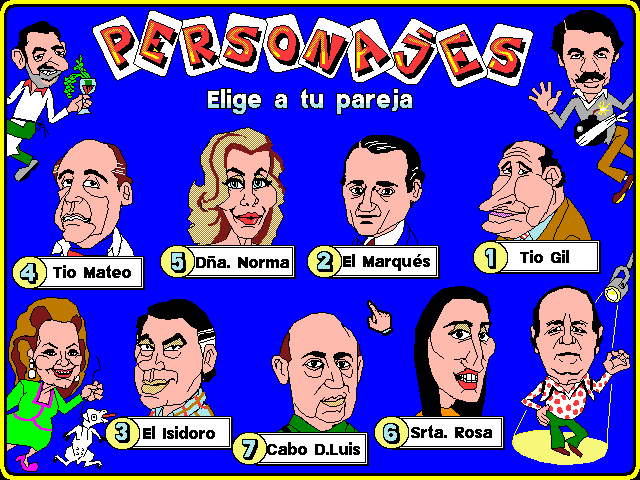 PERSONAJES
Elige a tu pareja
4 Tio Mateo
5 Dña. Norma
2 El Marqués
1 Tio Gil
3 El Isidoro
7 Cabo D.Luis
6 Srta. Rosa